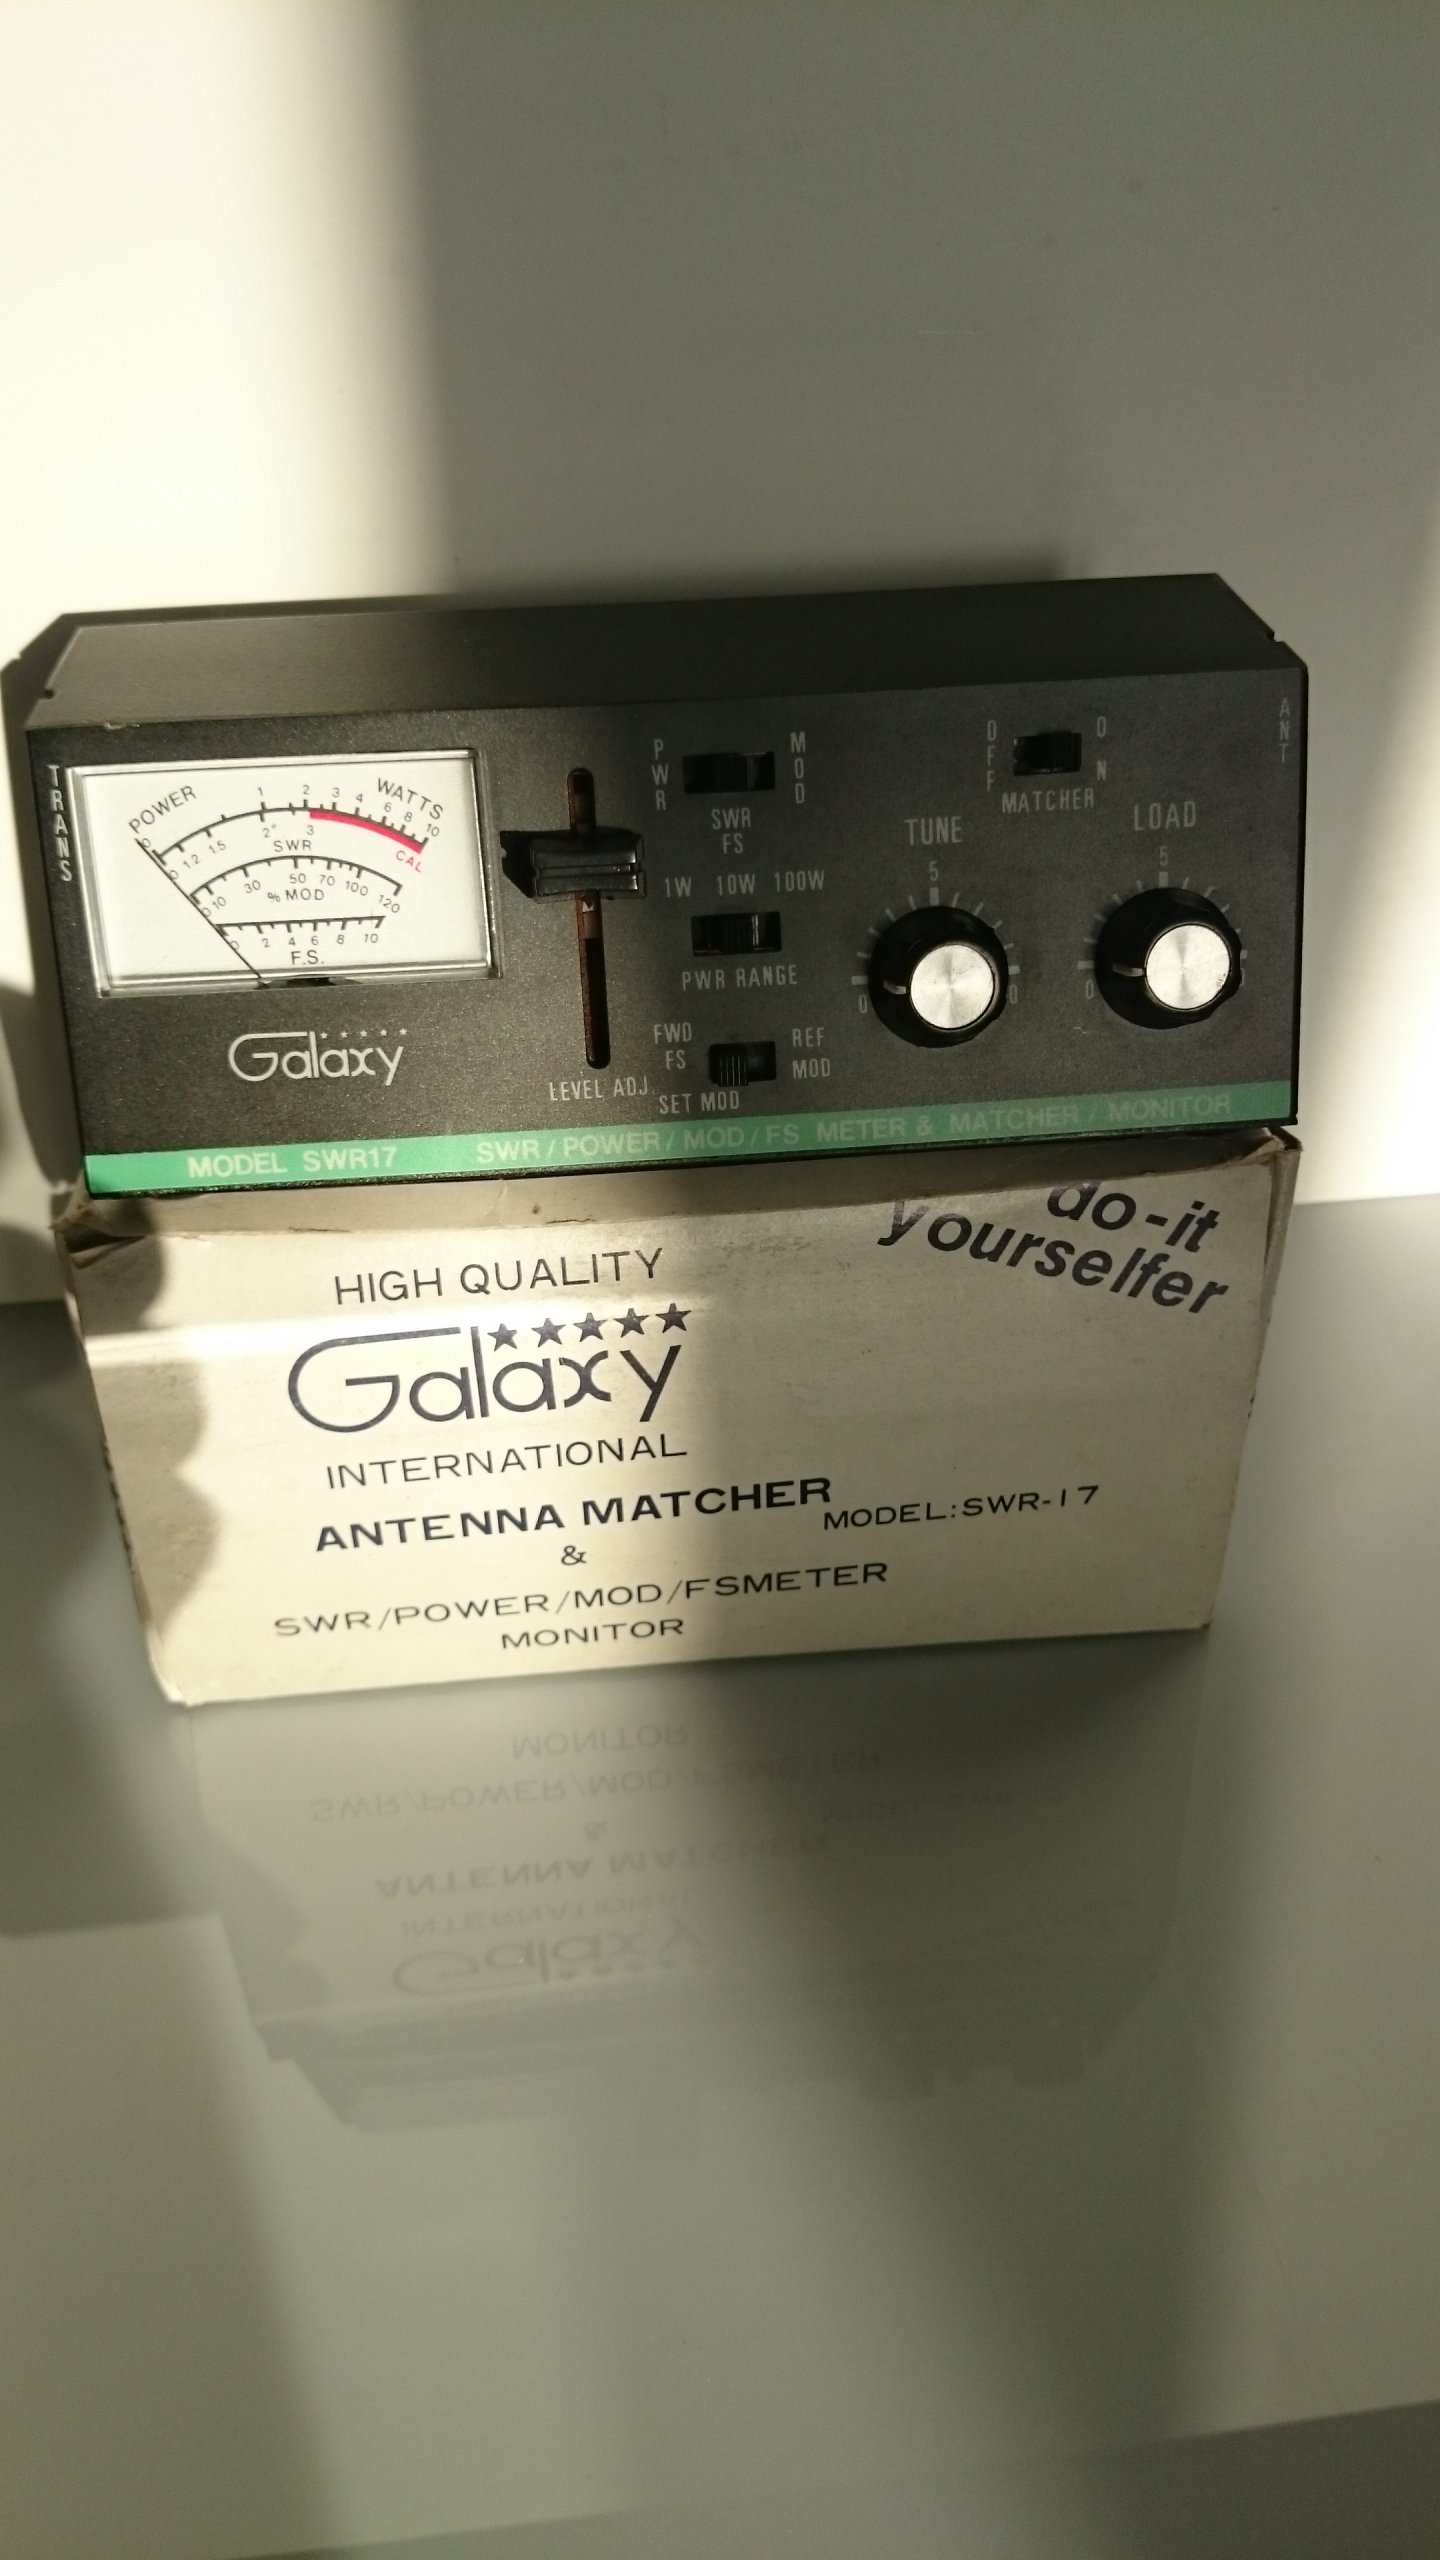 TRANS
POWER
WATTS
0 1 2 3 4 6 8 10
0 1.2 1.5 2 3
CAL
SWR
0 10 30 50 70 100 120
% MOD
0 2 4 6 8 10
F.S.
Galaxy
LEVEL ADJ.
PWR
MOD
SWR
FS
1W 10W 100W
PWR RANGE
FWD
FS
REF
MOD
SET MOD
OFF
ON
MATCHER
TUNE
5
0
0
LOAD
5
0
ANT
MODEL SWR17 SWR/POWER/MOD/FS METER & MATCHER/MONITOR
do-it
yourselfer
HIGH QUALITY
Galaxy
INTERNATIONAL
ANTENNA MATCHER
MODEL:SWR-17
&
SWR/POWER/MOD/FSMETER
MONITOR